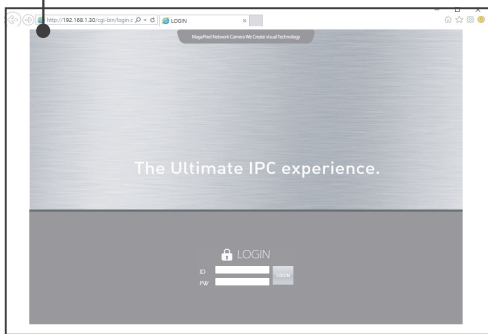 http://192.168.1.30/cgi-bin/login.c
LOGIN
MegaPixel Network Camera We Create Visual Technology
The Ultimate IPC experience.
LOGIN
ID
LOGIN
PW